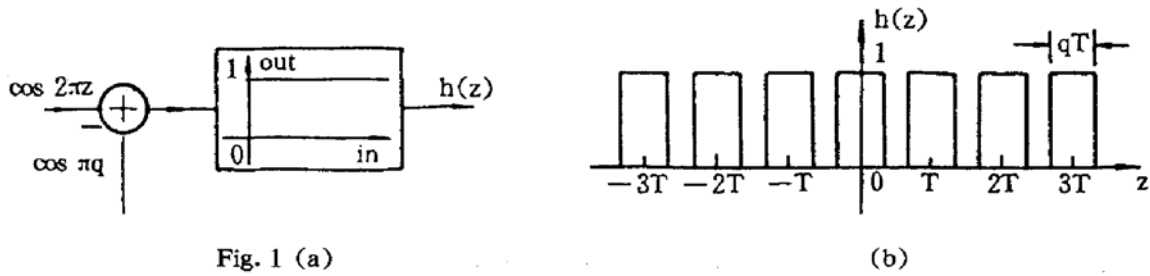 cos 2πz
−
cos πq
1
out
0
in
h(z)
h(z)
1
qT
−3T −2T −T 0 T 2T 3T z
Fig. 1 (a)
(b)